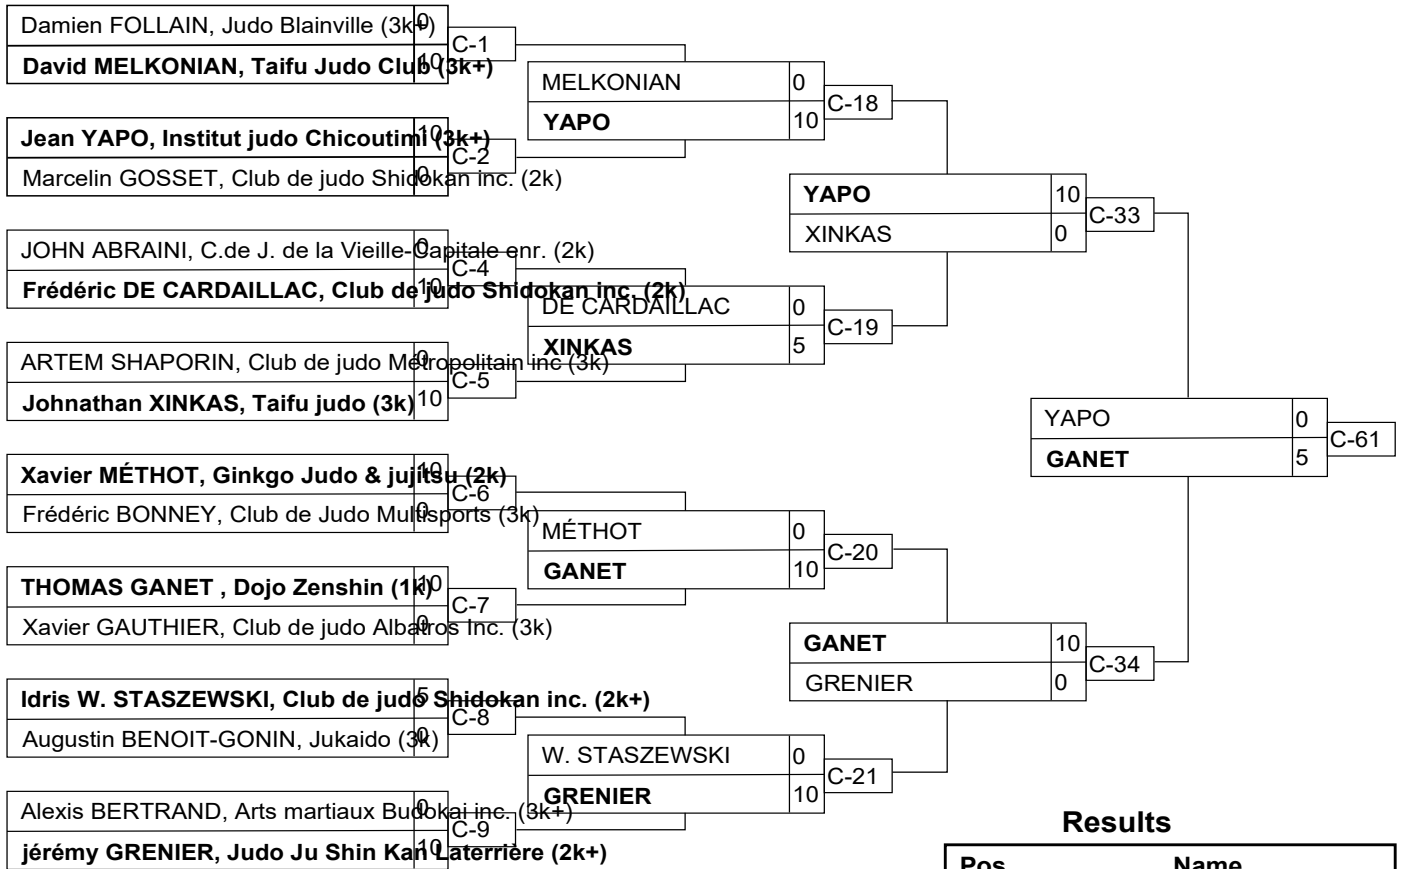 Damien FOLLAIN, Judo Blainville (3k+) 0
David MELKONIAN, Taifu Judo Club (3k+) 10
C-1
Jean YAPO, Institut judo Chicoutimi (3k+) 10
Marcelin GOSSET, Club de judo Shidokan inc. (2k) 0
C-2
JOHN ABRAINI, C.de J. de la Vieille-Capitale enr. (2k) 0
Frédéric DE CARDAILLAC, Club de judo Shidokan inc. (2k) 10
C-4
ARTEM SHAPORIN, Club de judo Métropolitain inc (3k) 0
Johnathan XINKAS, Taifu judo (3k) 10
C-5
Xavier MÉTHOT, Ginkgo Judo & jujitsu (2k) 10
Frédéric BONNEY, Club de Judo Multisports (3k) 0
C-6
THOMAS GANET , Dojo Zenshin (1k) 10
Xavier GAUTHIER, Club de judo Albatros Inc. (3k) 0
C-7
Idris W. STASZEWSKI, Club de judo Shidokan inc. (2k+) 5
Augustin BENOIT-GONIN, Jukaido (3k) 0
C-8
Alexis BERTRAND, Arts martiaux Budokai inc. (3k+) 0
jérémy GRENIER, Judo Ju Shin Kan Laterrière (2k+) 10
C-9
MELKONIAN 0
YAPO 10
C-18
DE CARDAILLAC 0
XINKAS 5
C-19
MÉTHOT 0
GANET 10
C-20
W. STASZEWSKI 0
GRENIER 10
C-21
YAPO 10
XINKAS 0
C-33
GANET 10
GRENIER 0
C-34
YAPO 0
GANET 5
C-61
Results
Pos Name